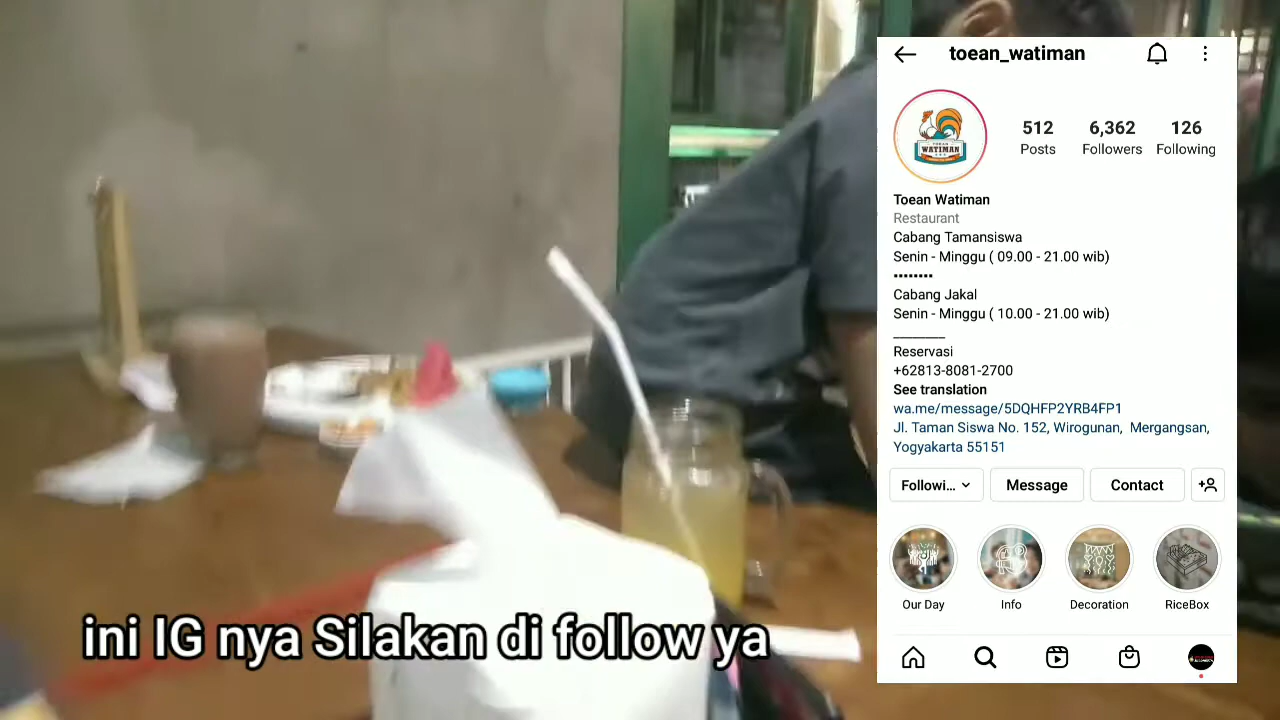 toean_watiman
512
Posts
6,362
Followers
126
Following
WATIMAN
Toean Watiman
Restaurant
Cabang Tamansiswa
Senin - Minggu ( 09.00 - 21.00 wib)
Cabang Jakal
Senin - Minggu ( 10.00 - 21.00 wib)
Reservasi
+62813-8081-2700
See translation
wa.me/message/5DQHFP2YRB4FP1
Jl. Taman Siswa No. 152, Wirogunan, Mergangsan,
Yogyakarta 55151
Followi...
Message
Contact
Our Day
Info
Decoration
RiceBox
ini IG nya Silakan di follow ya